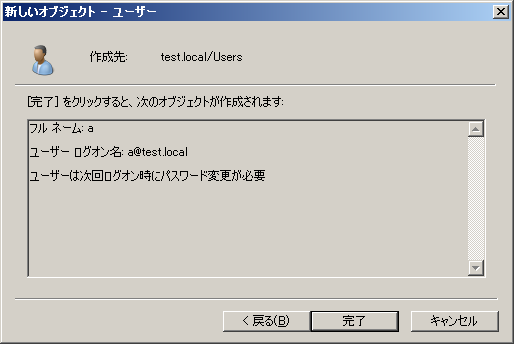 新しいオブジェクト - ユーザー
作成先: test.local/Users
[完了] をクリックすると、次のオブジェクトが作成されます:
フル ネーム: a
ユーザー ログオン名: a@test.local
ユーザーは次回ログオン時にパスワード変更が必要
< 戻る(B) 完了 キャンセル